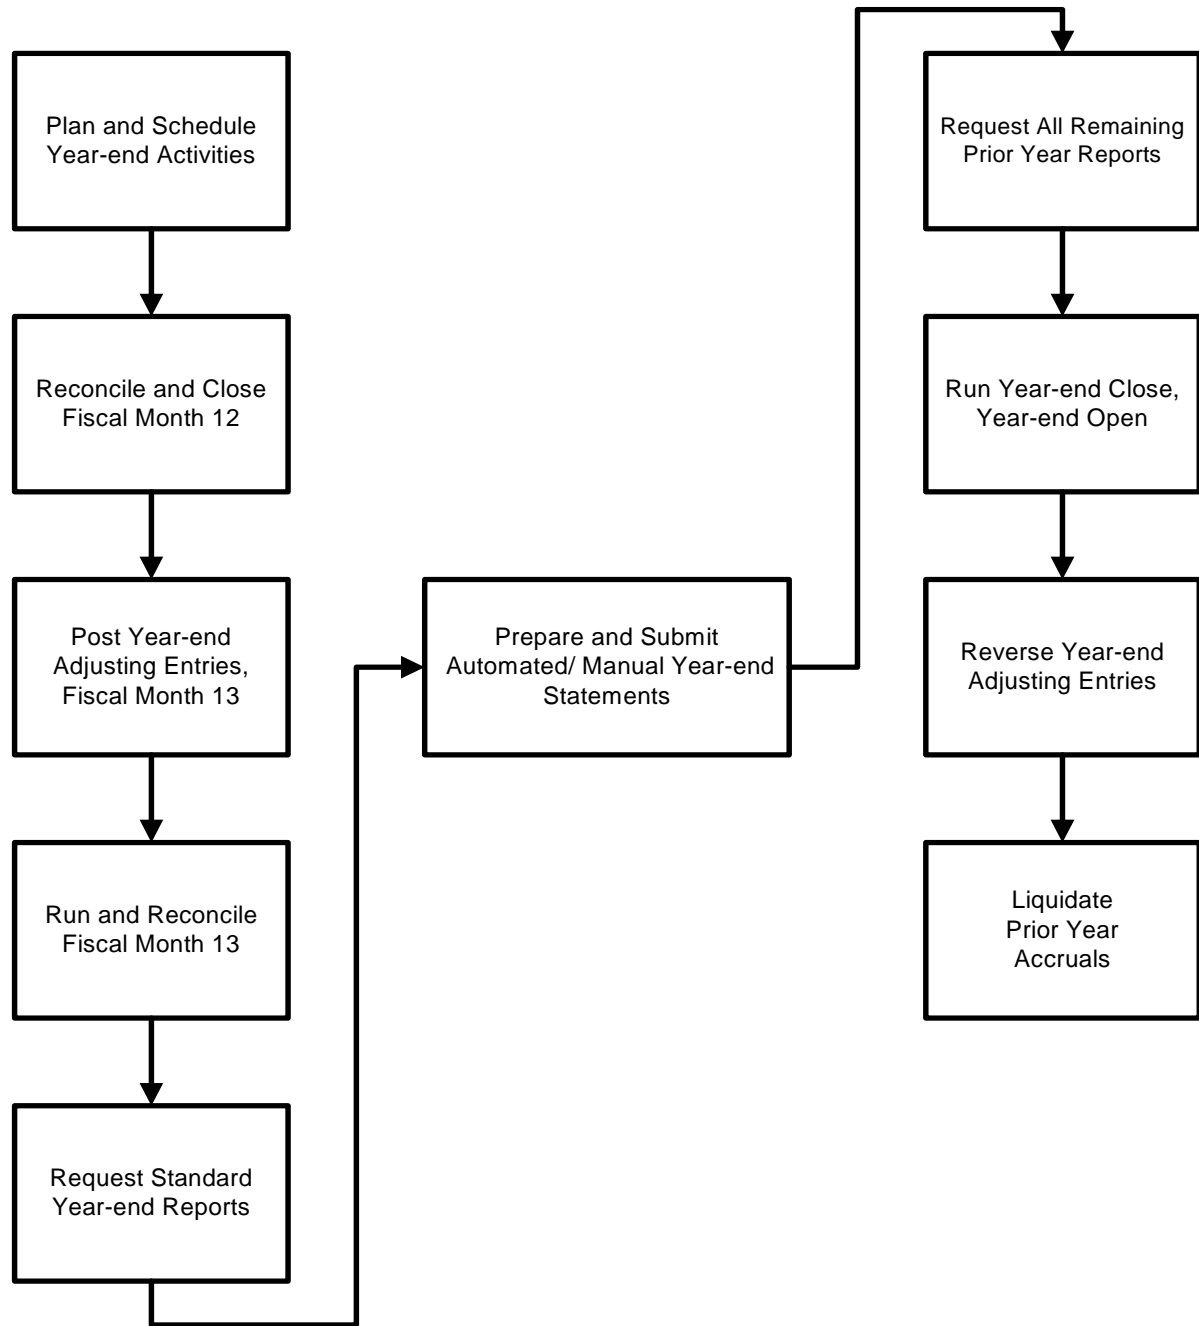 Plan and Schedule
Year-end Activities
Reconcile and Close
Fiscal Month 12
Post Year-end
Adjusting Entries,
Fiscal Month 13
Run and Reconcile
Fiscal Month 13
Request Standard
Year-end Reports
Prepare and Submit
Automated/ Manual Year-end
Statements
Request All Remaining
Prior Year Reports
Run Year-end Close,
Year-end Open
Reverse Year-end
Adjusting Entries
Liquidate
Prior Year
Accruals